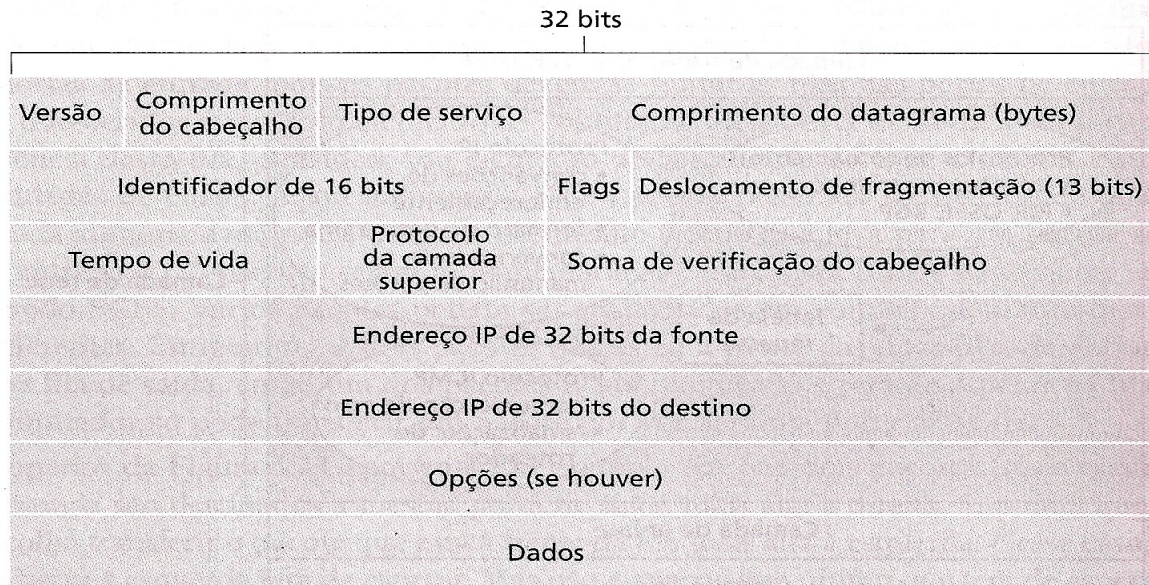 32 bits
Versão
Comprimento
do cabeçalho
Tipo de serviço
Comprimento do datagrama (bytes)
Identificador de 16 bits
Flags
Deslocamento de fragmentação (13 bits)
Tempo de vida
Protocolo
da camada
superior
Soma de verificação do cabeçalho
Endereço IP de 32 bits da fonte
Endereço IP de 32 bits do destino
Opções (se houver)
Dados